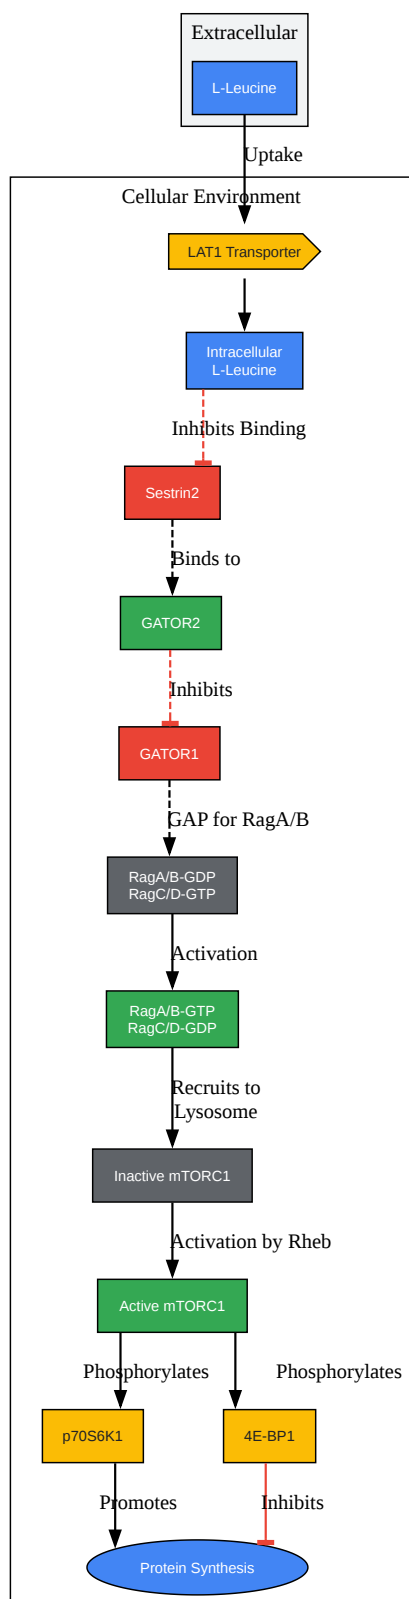 Extracellular
L-Leucine
Uptake
Cellular Environment
LAT1 Transporter
Intracellular
L-Leucine
Inhibits Binding
Sestrin2
Binds to
GATOR2
Inhibits
GATOR1
GAP for RagA/B
RagA/B-GDP
RagC/D-GTP
Activation
RagA/B-GTP
RagC/D-GDP
Recruits to
Lysosome
Inactive mTORC1
Activation by Rheb
Active mTORC1
Phosphorylates
Phosphorylates
p70S6K1
4E-BP1
Promotes
Inhibits
Protein Synthesis